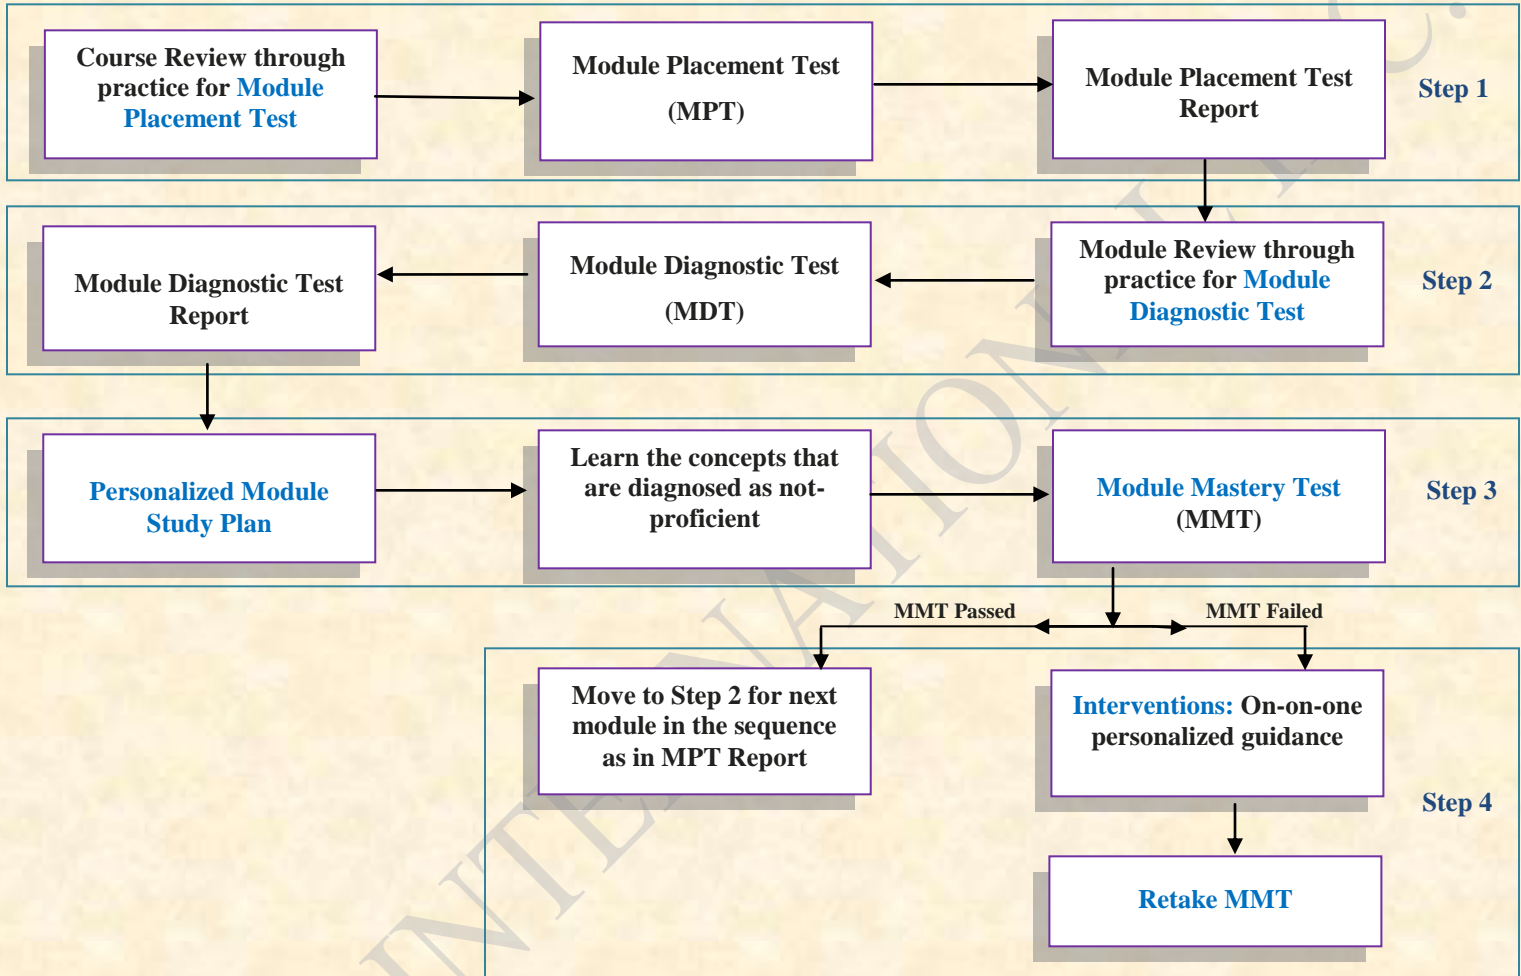 Course Review through
practice for Module
Placement Test
Module Placement Test
(MPT)
Module Placement Test
Report
Step 1
Module Diagnostic Test
Report
Module Diagnostic Test
(MDT)
Module Review through
practice for Module
Diagnostic Test
Step 2
Personalized Module
Study Plan
Learn the concepts that
are diagnosed as not-
proficient
Module Mastery Test
(MMT)
Step 3
MMT Passed
MMT Failed
Move to Step 2 for next
module in the sequence
as in MPT Report
Interventions: On-on-one
personalized guidance
Step 4
Retake MMT
INTERNATIONAL INC.